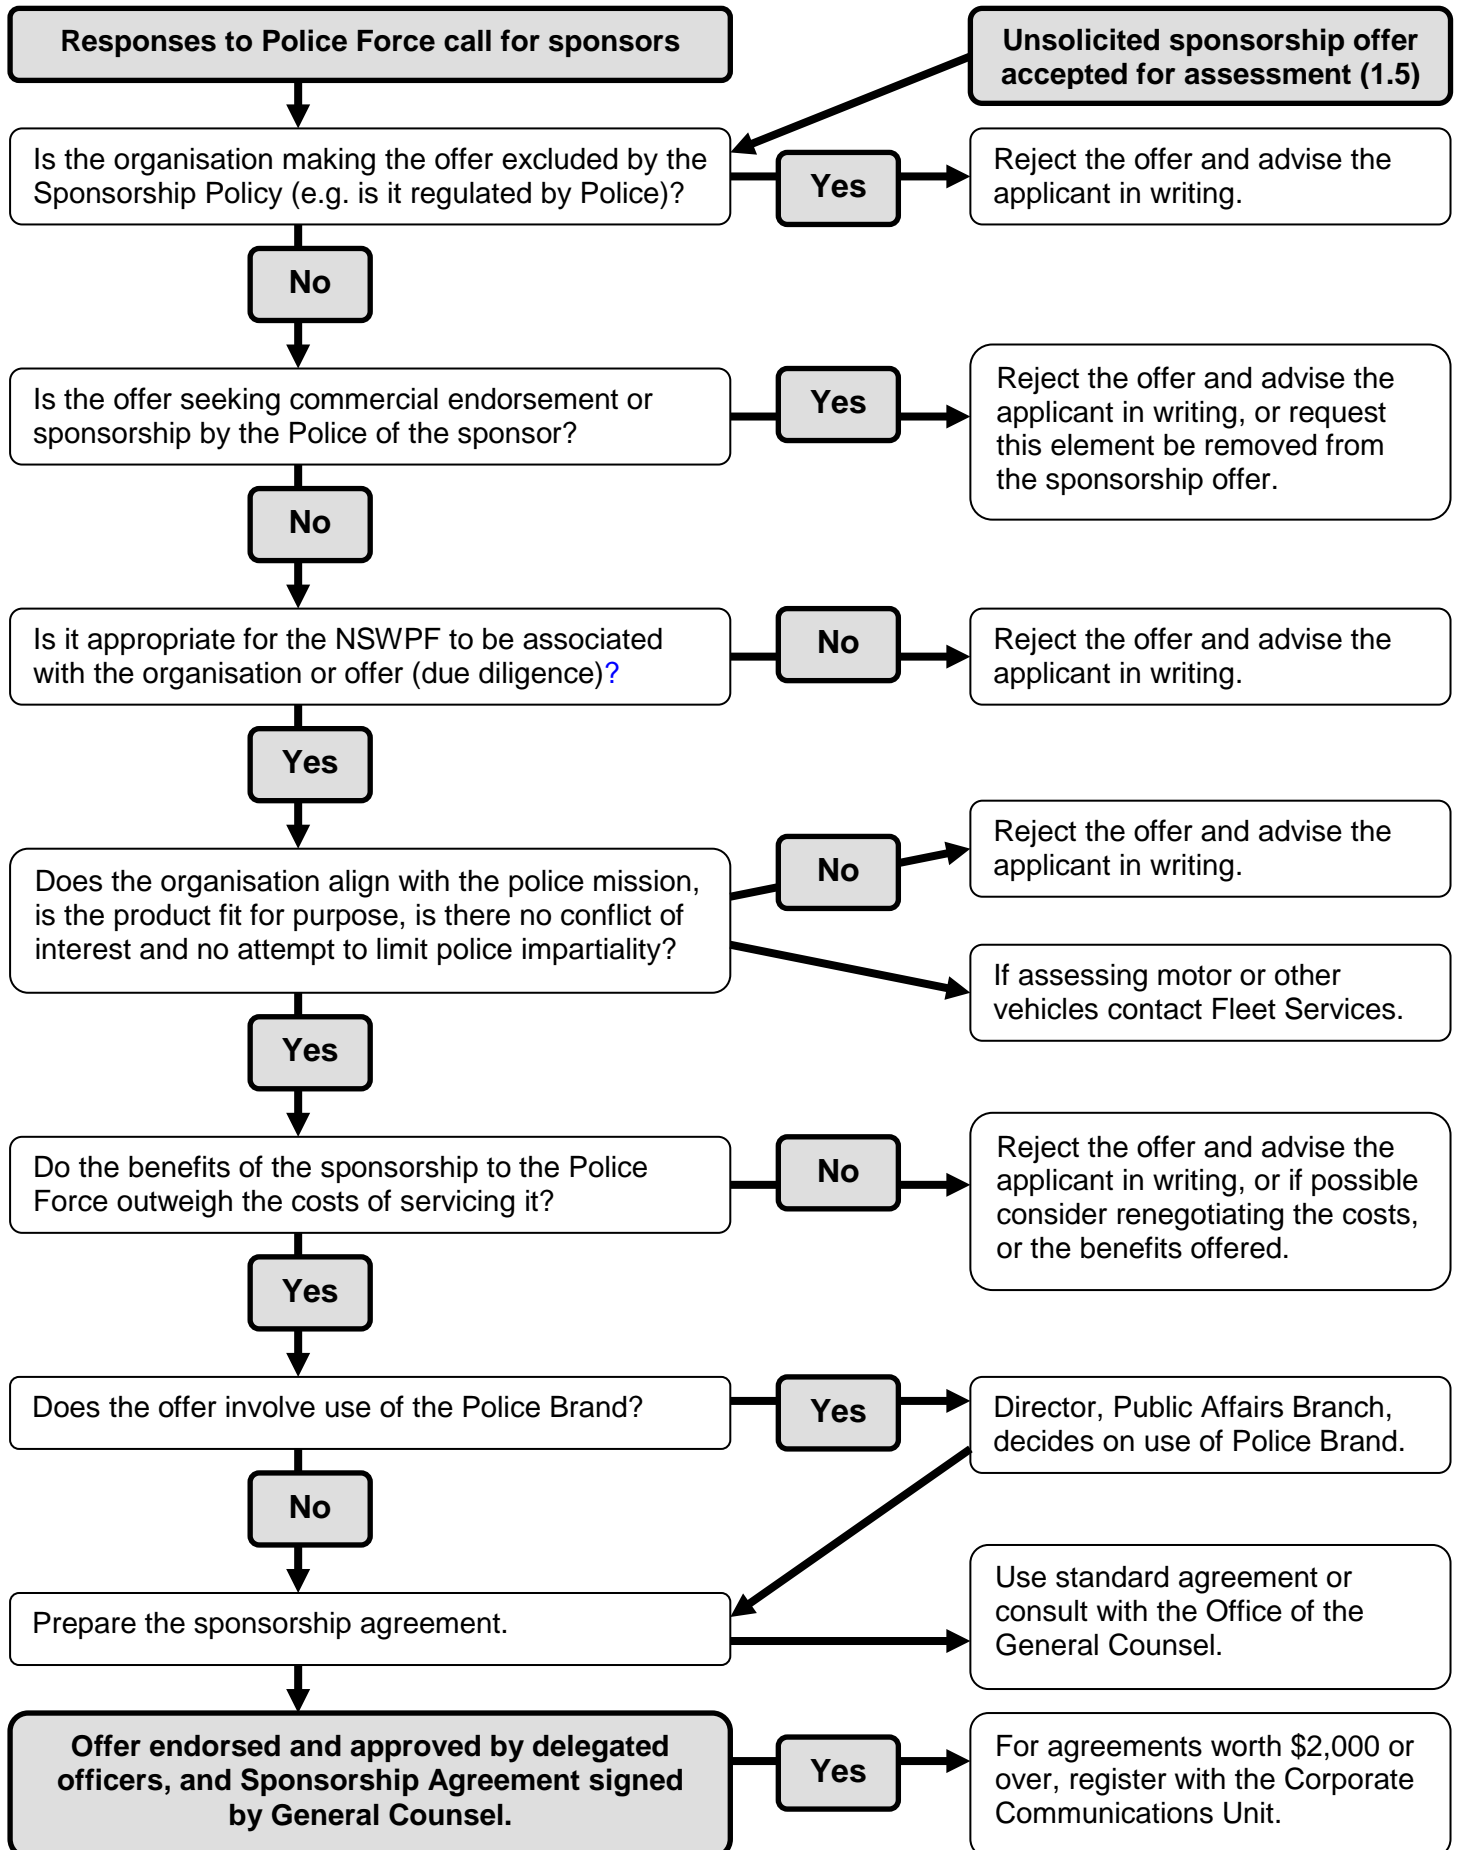 Responses to Police Force call for sponsors
Unsolicited sponsorship offer
accepted for assessment (1.5)
Is the organisation making the offer excluded by the
Sponsorship Policy (e.g. is it regulated by Police)?
Yes
Reject the offer and advise the
applicant in writing.
No
Is the offer seeking commercial endorsement or
sponsorship by the Police of the sponsor?
Yes
Reject the offer and advise the
applicant in writing, or request
this element be removed from
the sponsorship offer.
No
Is it appropriate for the NSWPF to be associated
with the organisation or offer (due diligence)?
No
Reject the offer and advise the
applicant in writing.
Yes
Does the organisation align with the police mission,
is the product fit for purpose, is there no conflict of
interest and no attempt to limit police impartiality?
No
Reject the offer and advise the
applicant in writing.
If assessing motor or other
vehicles contact Fleet Services.
Yes
Do the benefits of the sponsorship to the Police
Force outweigh the costs of servicing it?
No
Reject the offer and advise the
applicant in writing, or if possible
consider renegotiating the costs,
or the benefits offered.
Yes
Does the offer involve use of the Police Brand?
Yes
Director, Public Affairs Branch,
decides on use of Police Brand.
No
Prepare the sponsorship agreement.
Use standard agreement or
consult with the Office of the
General Counsel.
Offer endorsed and approved by delegated
officers, and Sponsorship Agreement signed
by General Counsel.
Yes
For agreements worth $2,000 or
over, register with the Corporate
Communications Unit.